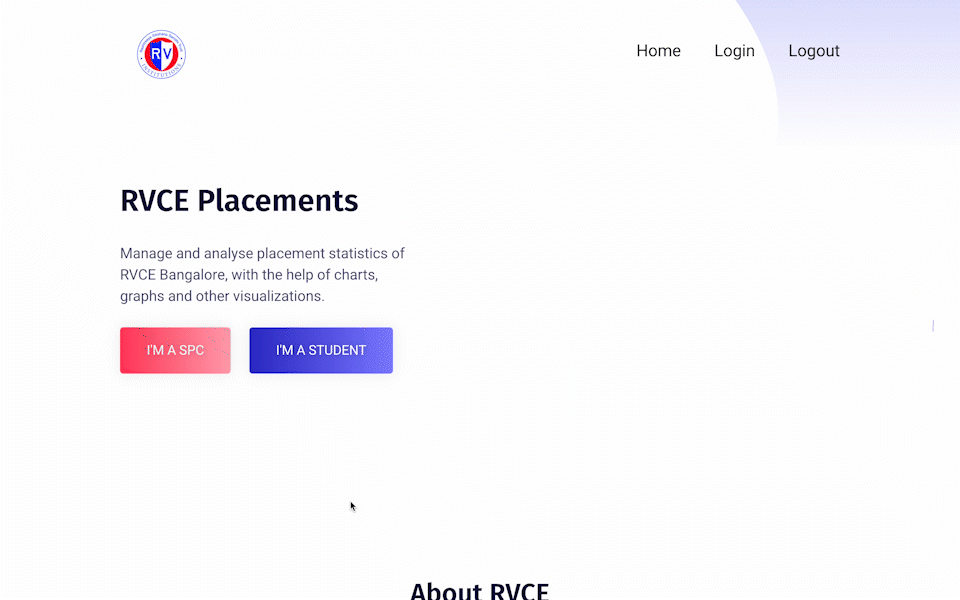 RV
INSTITUTIONS
Home Login Logout
RVCE Placements
Manage and analyse placement statistics of
RVCE Bangalore, with the help of charts,
graphs and other visualizations.
I'M A SPC I'M A STUDENT
About RVCE